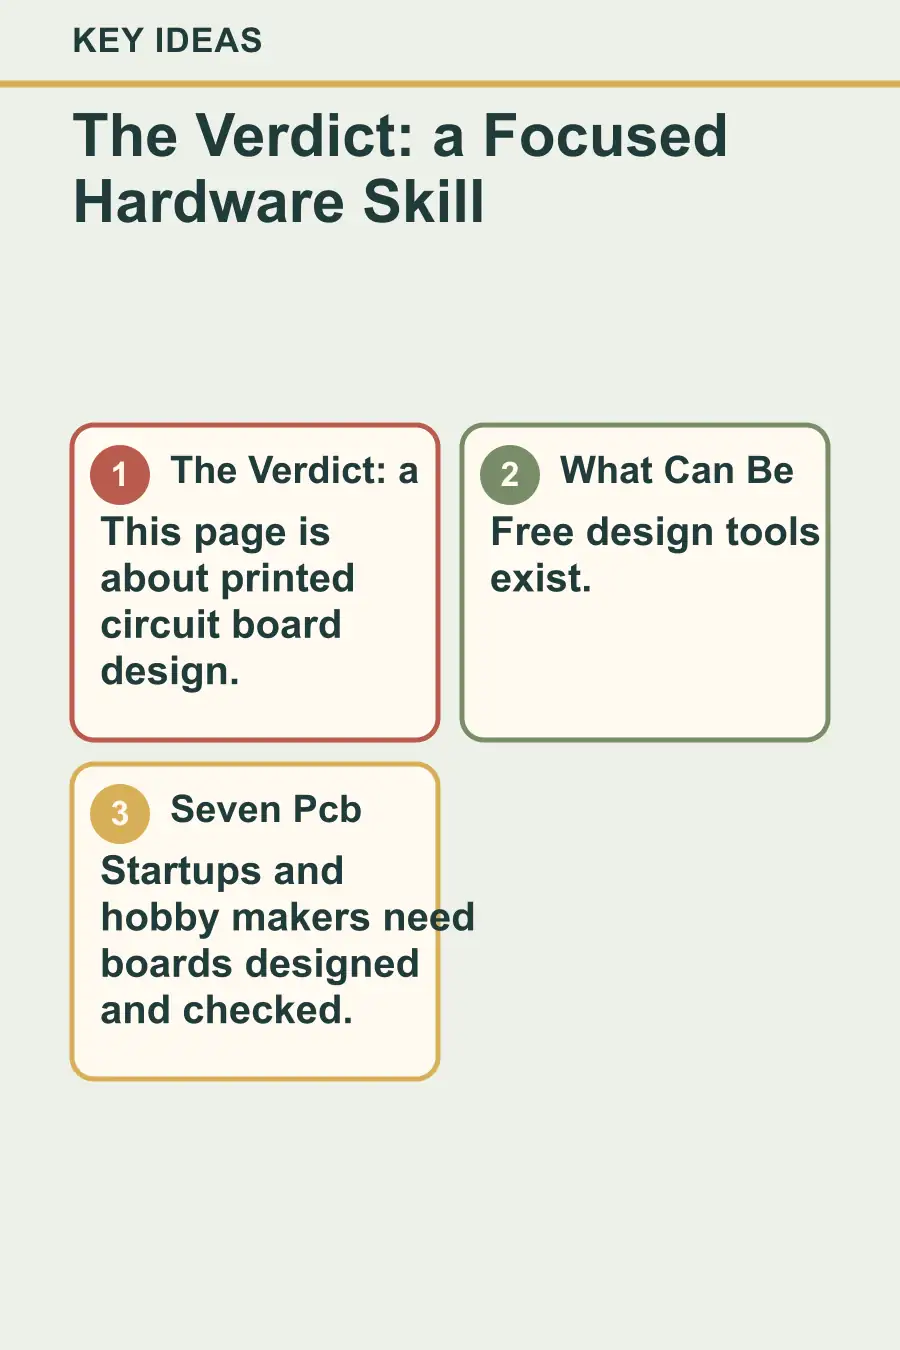 KEY IDEAS
The Verdict: a Focused
Hardware Skill
1
The Verdict: a
This page is
about printed
circuit board
design.
2
What Can Be
Free design tools
exist.
3
Seven Pcb
Startups and
hobby makers need
boards designed
and checked.